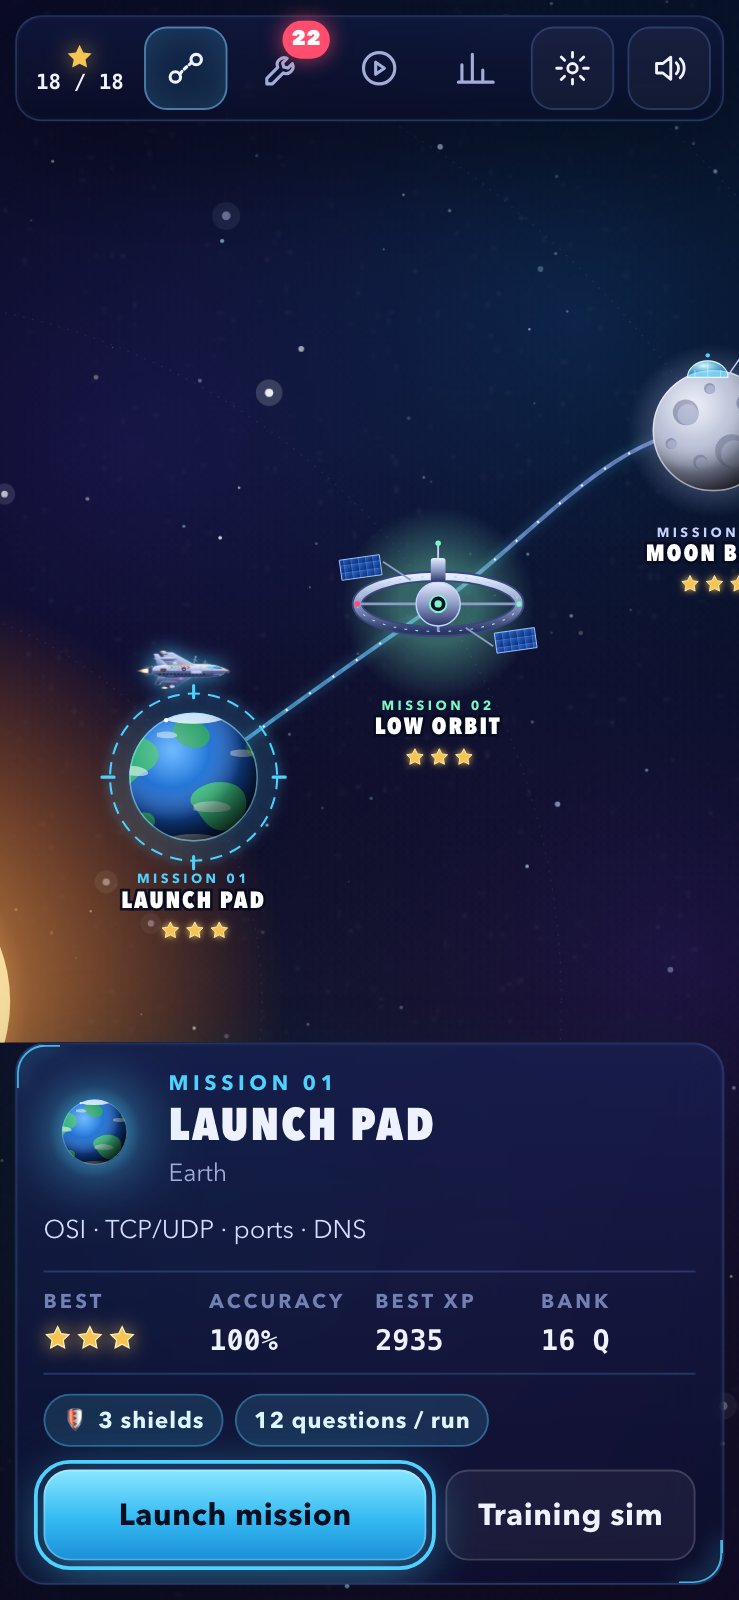 22
18 / 18
MISSION
MOON B
MISSION 02
LOW ORBIT
MISSION 01
LAUNCH PAD
MISSION 01
LAUNCH PAD
Earth
OSI · TCP/UDP · ports · DNS
BEST ACCURACY BEST XP BANK
100% 2935 16 Q
3 shields 12 questions / run
Launch mission Training sim